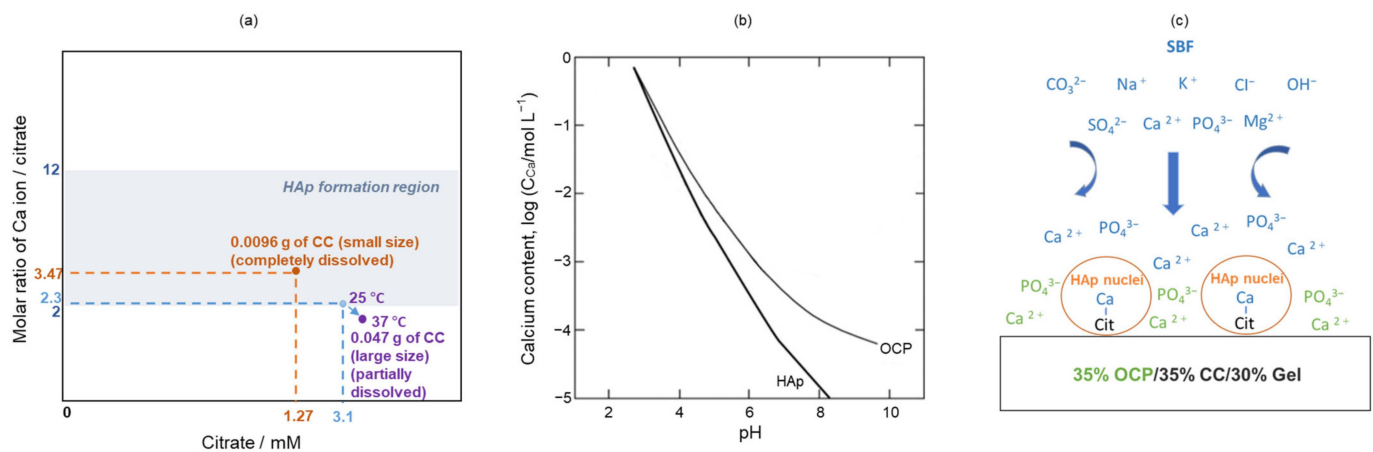 (a)
Molar ratio of Ca ion / citrate
12
HAp formation region
0.0096 g of CC (small size)
(completely dissolved)
3.47
2.3
2
25 °C
37 °C
0.047 g of CC
(large size)
(partially
dissolved)
0
1.27
3.1
Citrate / mM
(b)
Calcium content, log (C_Ca/mol L⁻¹)
0
−1
−2
−3
−4
−5
OCP
HAp
2 4 6 8 10
pH
(c)
SBF
CO₃²⁻ Na⁺ K⁺ Cl⁻ OH⁻
SO₄²⁻ Ca²⁺ PO₄³⁻ Mg²⁺
Ca²⁺ PO₄³⁻ Ca²⁺ PO₄³⁻ Ca²⁺
Ca²⁺
HAp nuclei HAp nuclei
PO₄³⁻ Ca PO₄³⁻ Ca PO₄³⁻
Ca²⁺ Cit Ca²⁺ Cit Ca²⁺
35% OCP/35% CC/30% Gel